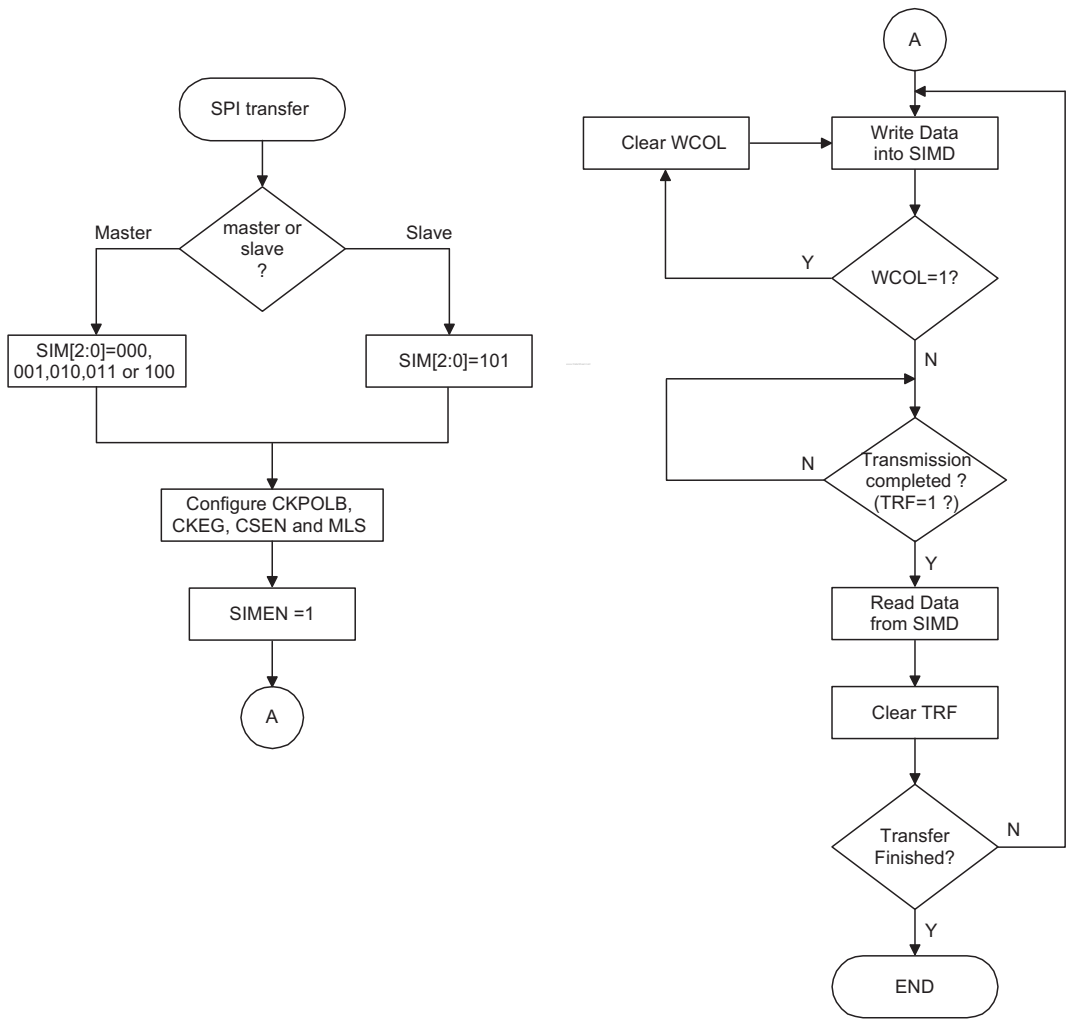 SPI transfer
master or
slave
?
Master
Slave
SIM[2:0]=000,
001,010,011 or 100
SIM[2:0]=101
Configure CKPOLB,
CKEG, CSEN and MLS
SIMEN =1
A
A
Clear WCOL
Write Data
into SIMD
WCOL=1?
Y
N
Transmission
completed ?
(TRF=1 ?)
N
Y
Read Data
from SIMD
Clear TRF
Transfer
Finished?
N
Y
END